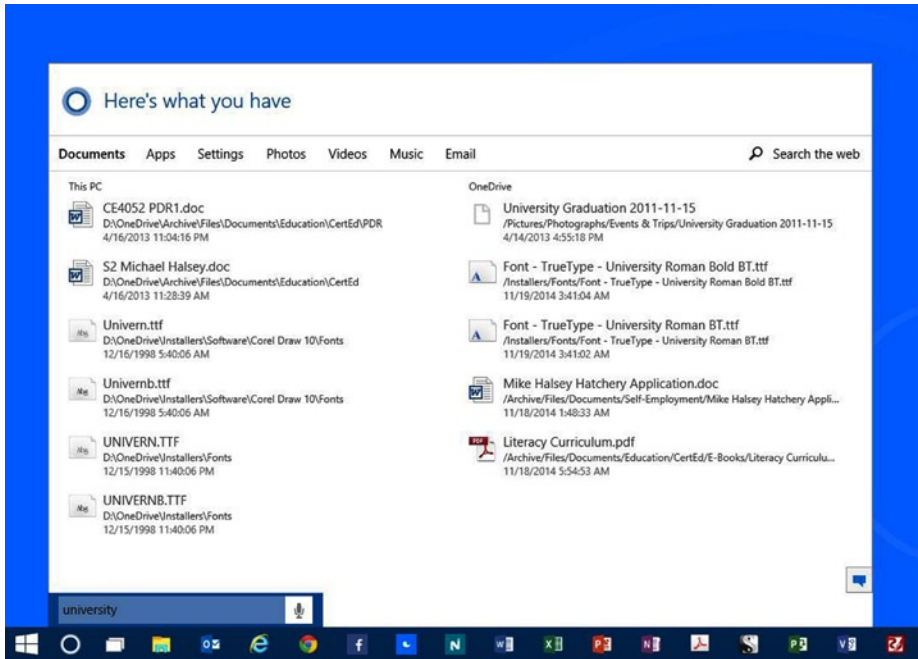 Here's what you have
Documents Apps Settings Photos Videos Music Email Search the web
This PC
CE4052 PDR1.doc
D:\OneDrive\Archive\Files\Documents\Education\CertEd\PDR
4/16/2013 11:04:16 PM
S2 Michael Halsey.doc
D:\OneDrive\Archive\Files\Documents\Education\CertEd
4/16/2013 11:28:39 AM
Univern.ttf
D:\OneDrive\Installers\Software\Corel Draw 10\Fonts
12/16/1998 5:40:06 AM
Univernb.ttf
D:\OneDrive\Installers\Software\Corel Draw 10\Fonts
12/16/1998 5:40:06 AM
UNIVERN.TTF
D:\OneDrive\Installers\Fonts
12/15/1998 11:40:06 PM
UNIVERNB.TTF
D:\OneDrive\Installers\Fonts
12/15/1998 11:40:06 PM
OneDrive
University Graduation 2011-11-15
/Pictures/Photographs/Events & Trips/University Graduation 2011-11-15
4/14/2013 4:55:18 PM
Font - TrueType - University Roman Bold BT.ttf
/Installers/Fonts/Font - TrueType - University Roman Bold BT.ttf
11/19/2014 3:41:04 AM
Font - TrueType - University Roman BT.ttf
/Installers/Fonts/Font - TrueType - University Roman BT.ttf
11/19/2014 3:41:02 AM
Mike Halsey Hatchery Application.doc
/Archive/Files/Documents/Self-Employment/Mike Halsey Hatchery Appli...
11/18/2014 1:48:33 AM
Literacy Curriculum.pdf
/Archive/Files/Documents/Education/CertEd/E-Books/Literacy Curriculu...
11/18/2014 5:54:53 AM
university